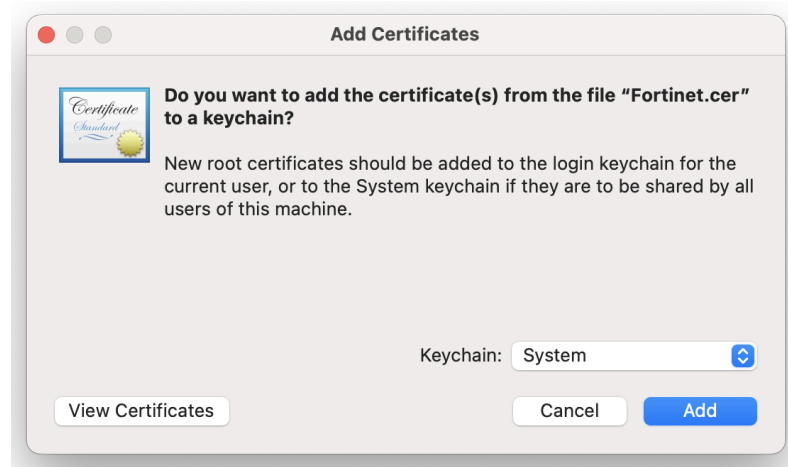 Add Certificates
Certificate
Standard
Do you want to add the certificate(s) from the file “Fortinet.cer”
to a keychain?
New root certificates should be added to the login keychain for the
current user, or to the System keychain if they are to be shared by all
users of this machine.
Keychain: System
View Certificates Cancel Add